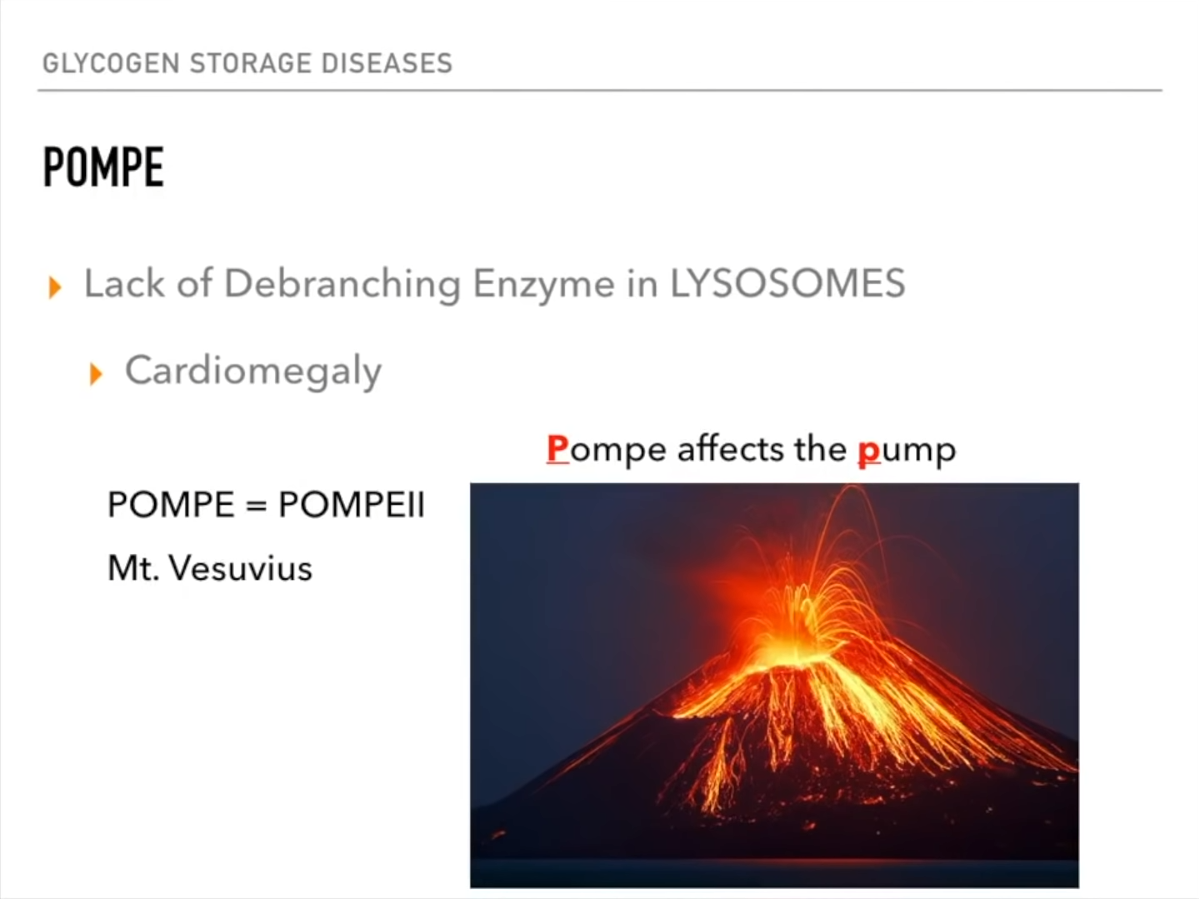 GLYCOGEN STORAGE DISEASES
POMPE
Lack of Debranching Enzyme in LYSOSOMES
Cardiomegaly
Pompe affects the pump
POMPE = POMPEII
Mt. Vesuvius